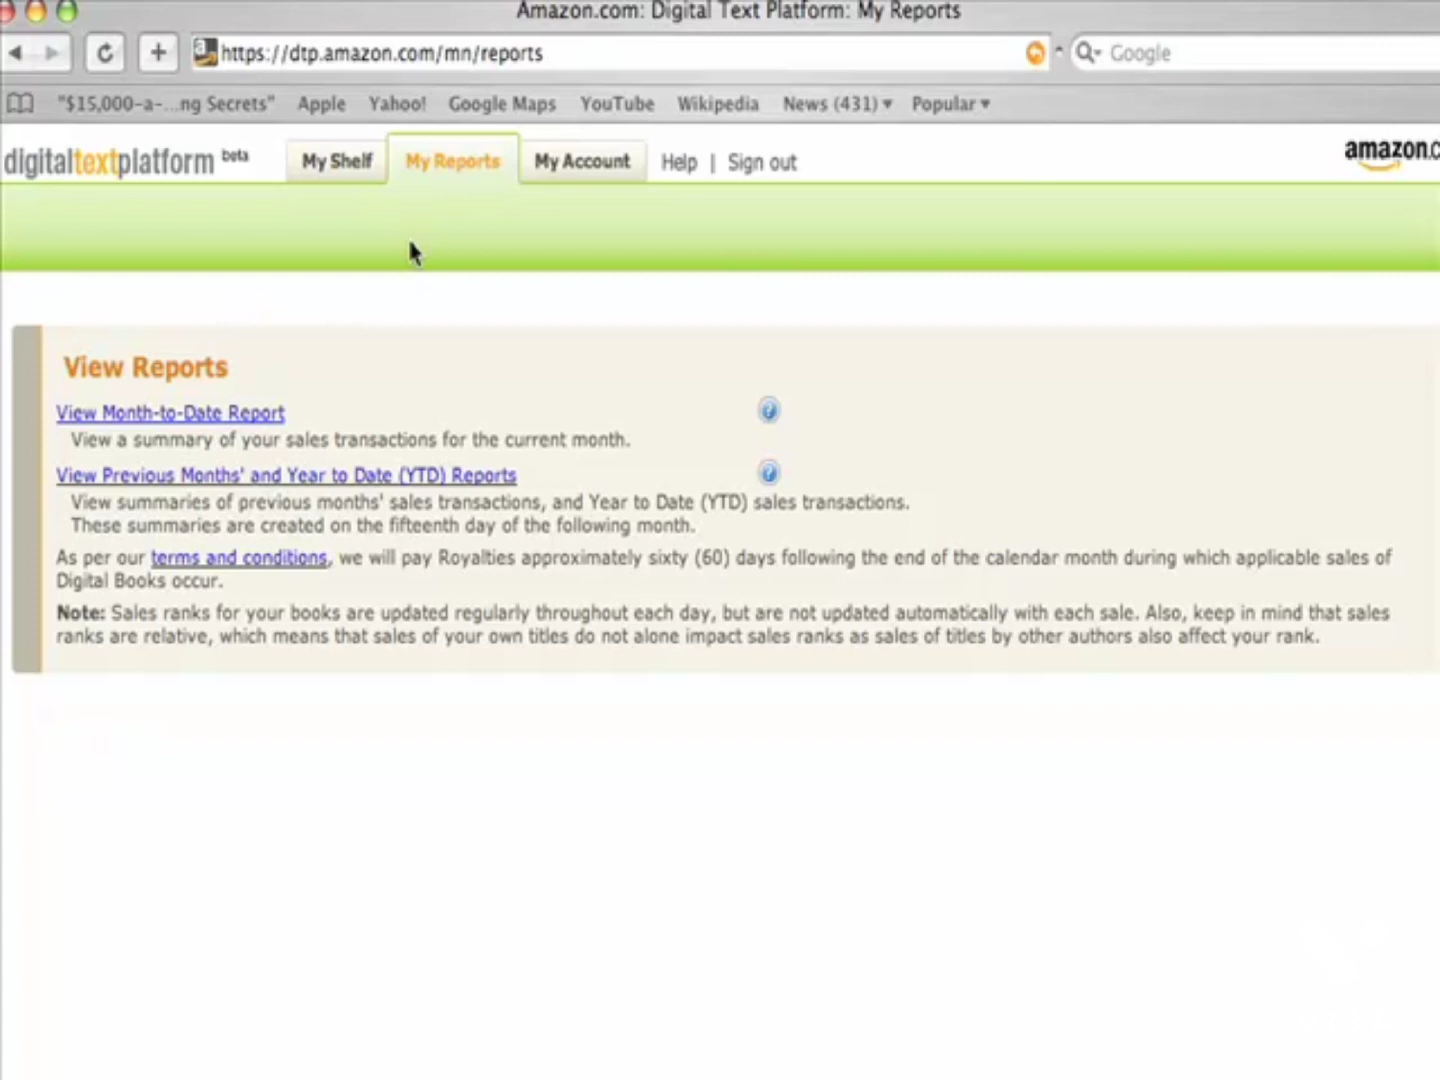 Amazon.com: Digital Text Platform: My Reports
https://dtp.amazon.com/mn/reports
Google
"$15,000-a-...ng Secrets" Apple Yahoo! Google Maps YouTube Wikipedia News (431) Popular
digitaltextplatform beta My Shelf My Reports My Account Help | Sign out
amazon.c
View Reports
View Month-to-Date Report
View a summary of your sales transactions for the current month.
View Previous Months' and Year to Date (YTD) Reports
View summaries of previous months' sales transactions, and Year to Date (YTD) sales transactions.
These summaries are created on the fifteenth day of the following month.
As per our terms and conditions, we will pay Royalties approximately sixty (60) days following the end of the calendar month during which applicable sales of
Digital Books occur.
Note: Sales ranks for your books are updated regularly throughout each day, but are not updated automatically with each sale. Also, keep in mind that sales
ranks are relative, which means that sales of your own titles do not alone impact sales ranks as sales of titles by other authors also affect your rank.